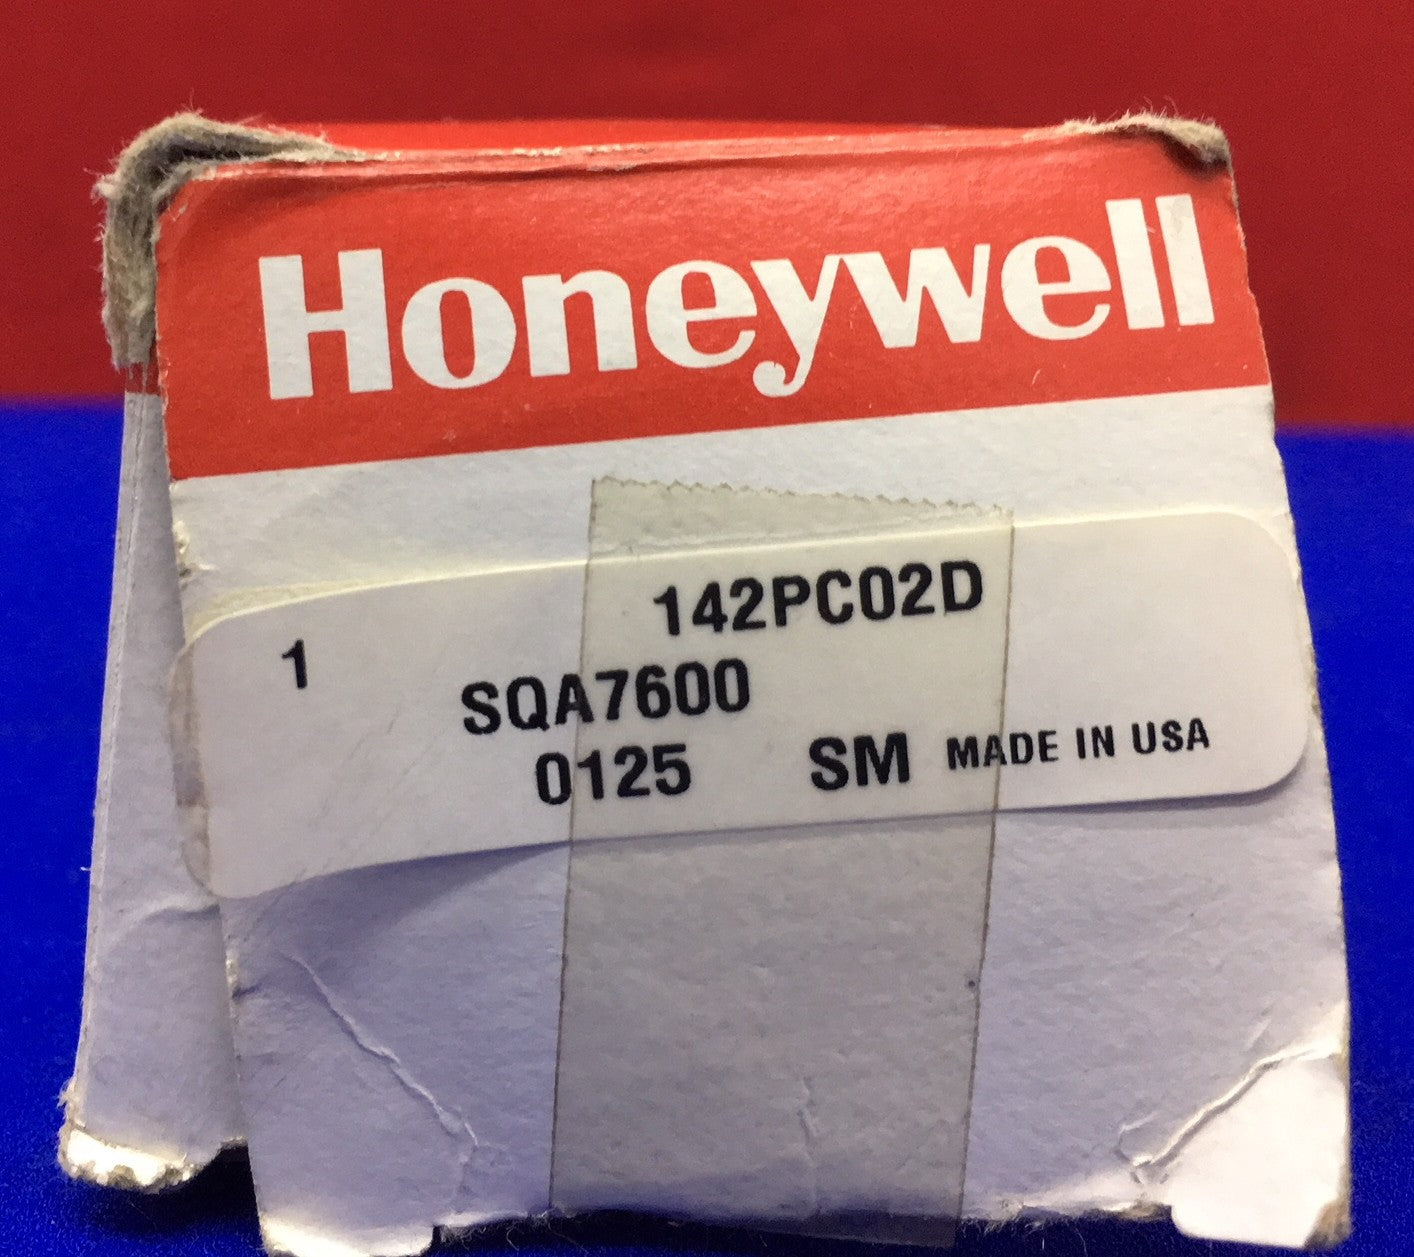 Honeywell
142PC02D
1
SQA7600
0125 SM MADE IN USA